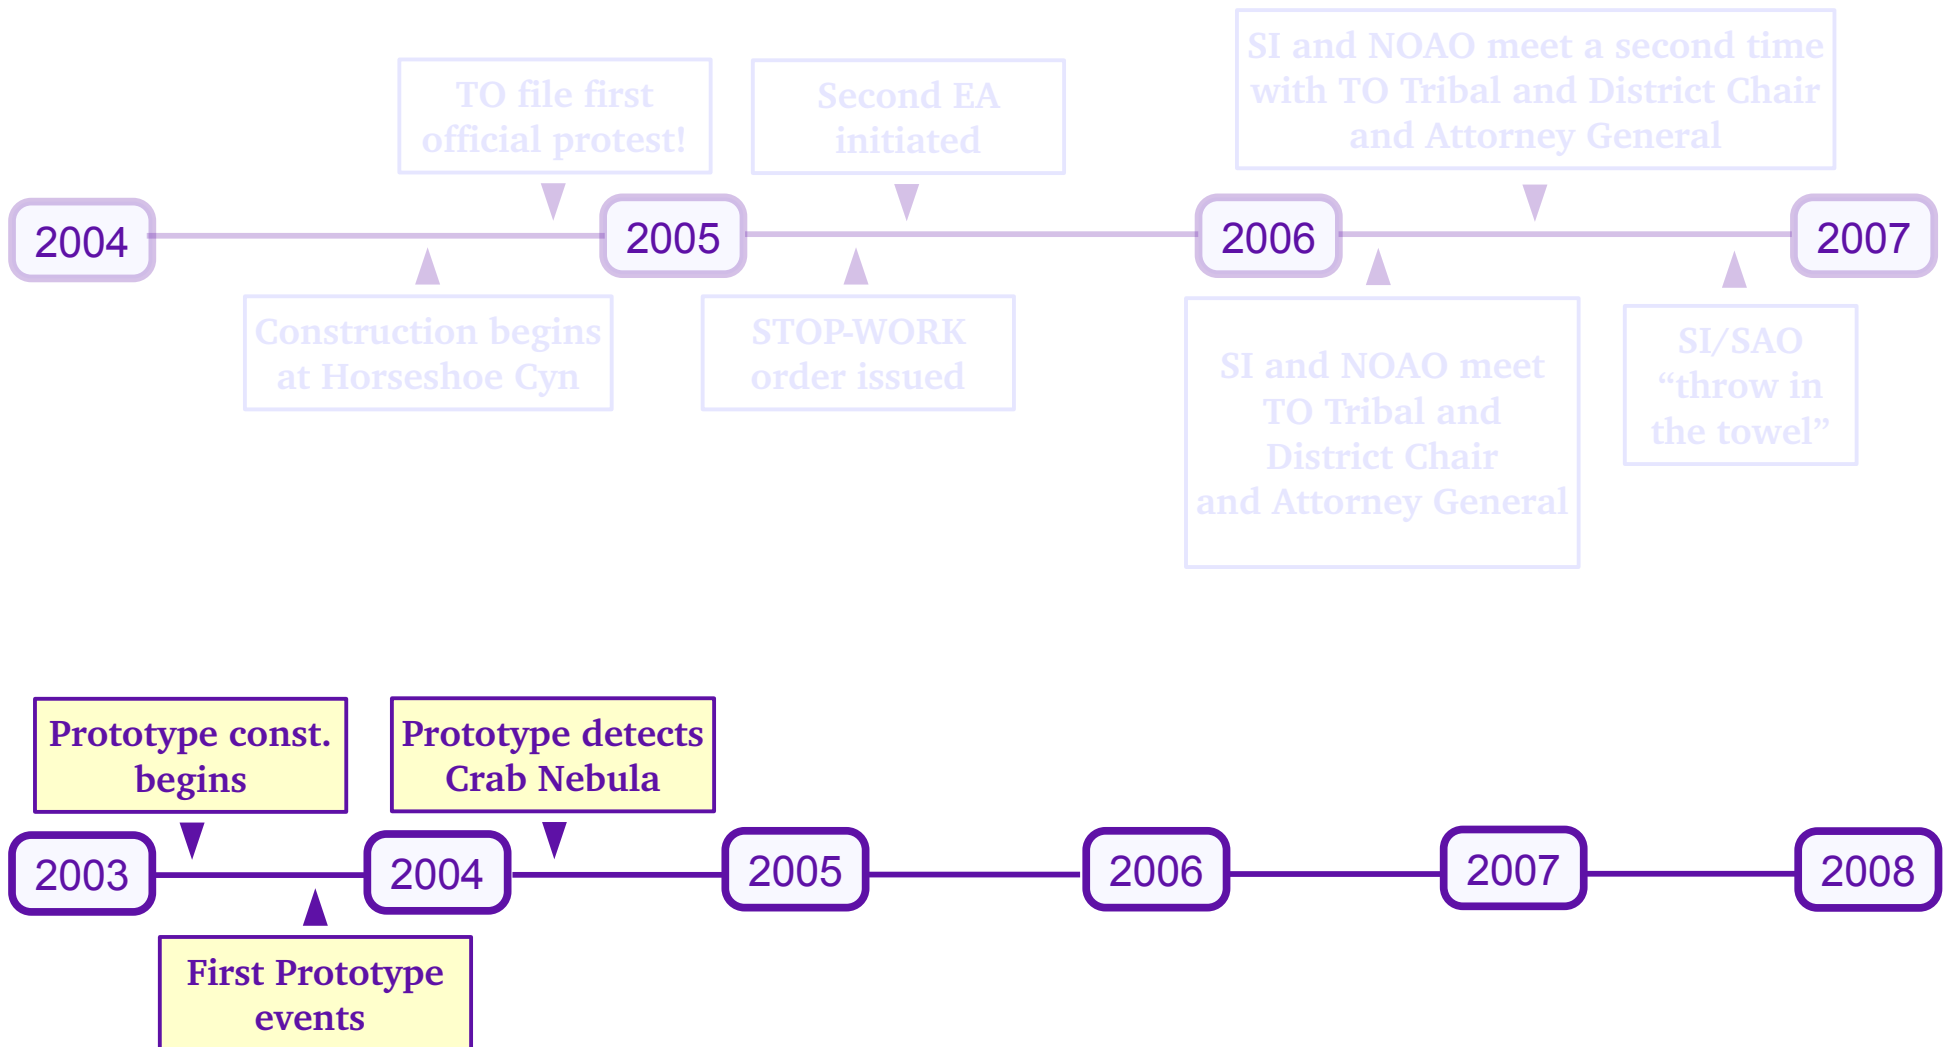 TO file first
official protest!
Second EA
initiated
SI and NOAO meet a second time
with TO Tribal and District Chair
and Attorney General
2004
2005
2006
2007
Construction begins
at Horseshoe Cyn
STOP-WORK
order issued
SI and NOAO meet
TO Tribal and
District Chair
and Attorney General
SI/SAO
“throw in
the towel”
Prototype const.
begins
Prototype detects
Crab Nebula
2003
2004
2005
2006
2007
2008
First Prototype
events